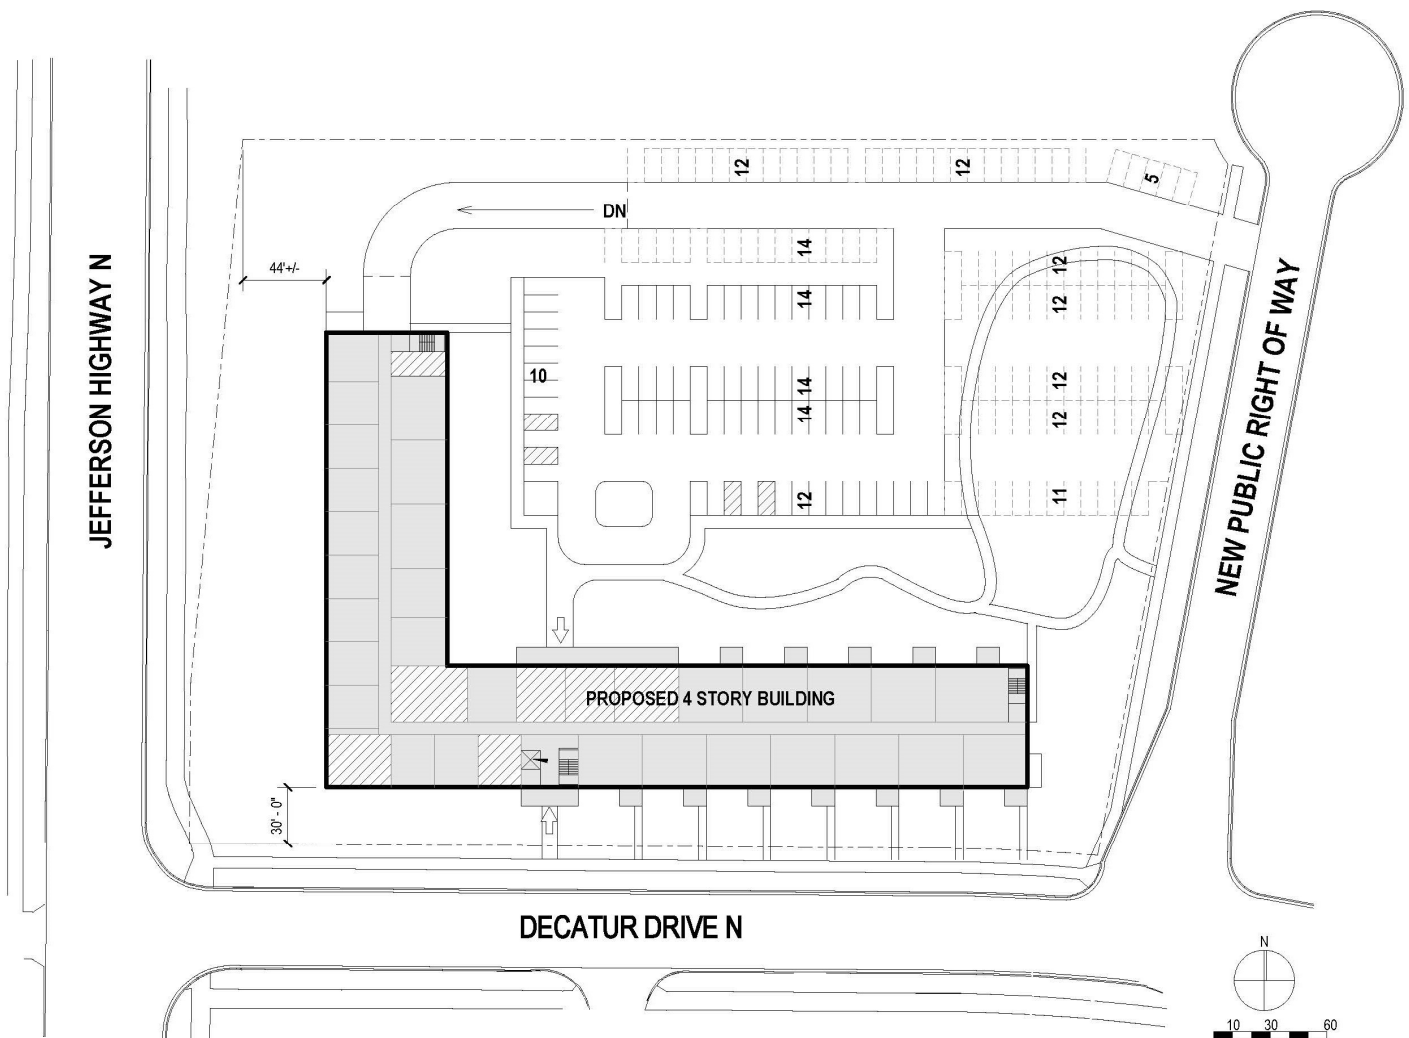 12
12
5
DN
14
12
44'+/-
14
12
JEFFERSON HIGHWAY N
10
14
12
14
12
12
11
NEW PUBLIC RIGHT OF WAY
PROPOSED 4 STORY BUILDING
30' - 0"
DECATUR DRIVE N
N
10 30 60